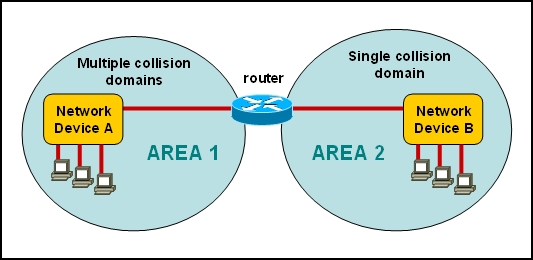 Multiple collision
domains
router
Single collision
domain
Network
Device A
Network
Device B
AREA 1
AREA 2